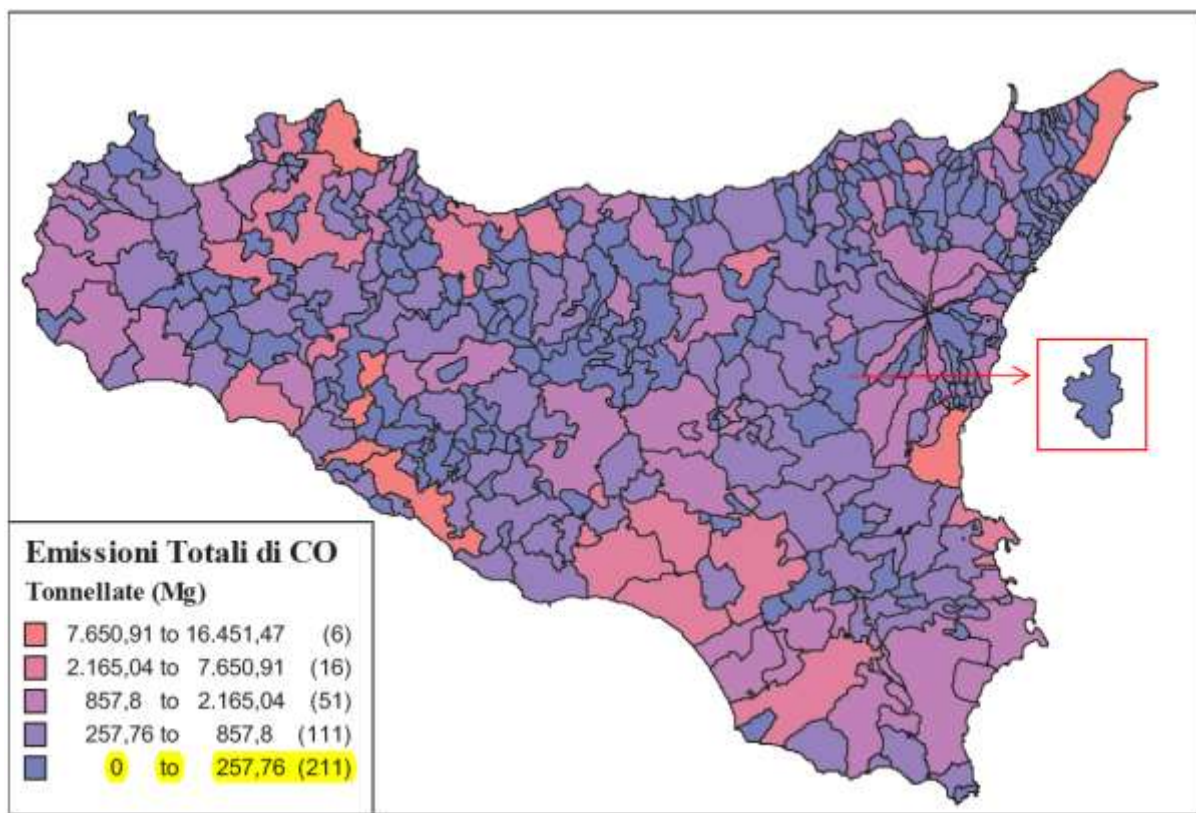 Emissioni Totali di CO
Tonnellate (Mg)
7.650,91 to 16.451,47 (6)
2.165,04 to 7.650,91 (16)
857,8 to 2.165,04 (51)
257,76 to 857,8 (111)
0 to 257,76 (211)